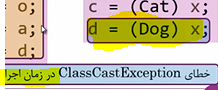 = o;
= a;
= d;
c = (Cat) x;
d = (Dog) x;
خطای ClassCastException در زمان اجرا